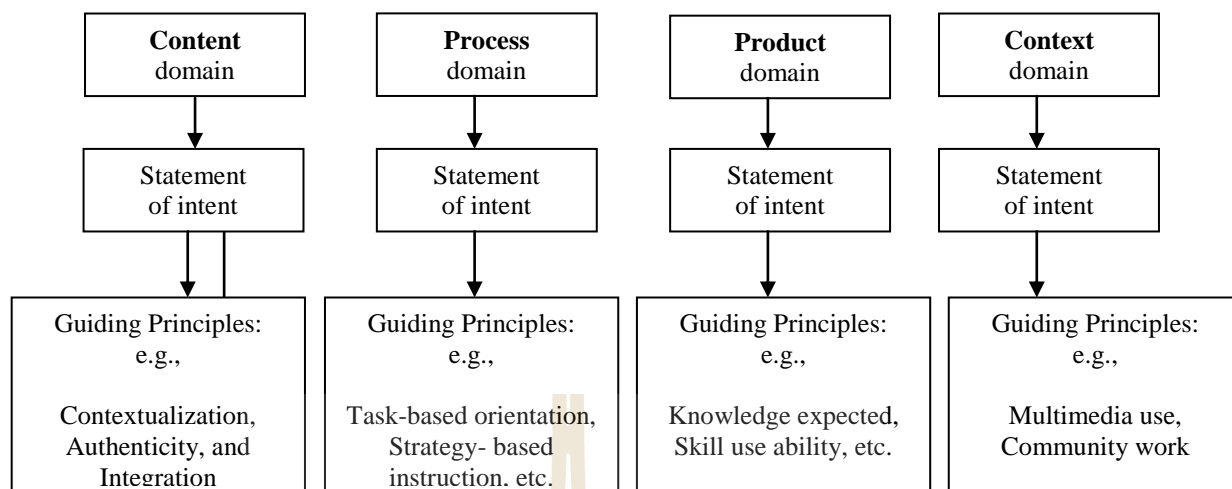 Content
domain
Process
domain
Product
domain
Context
domain
Statement
of intent
Statement
of intent
Statement
of intent
Statement
of intent
Guiding Principles:
e.g.,
Contextualization,
Authenticity, and
Integration
Guiding Principles:
e.g.,
Task-based orientation,
Strategy- based
instruction, etc.
Guiding Principles:
e.g.,
Knowledge expected,
Skill use ability, etc.
Guiding Principles:
e.g.,
Multimedia use,
Community work